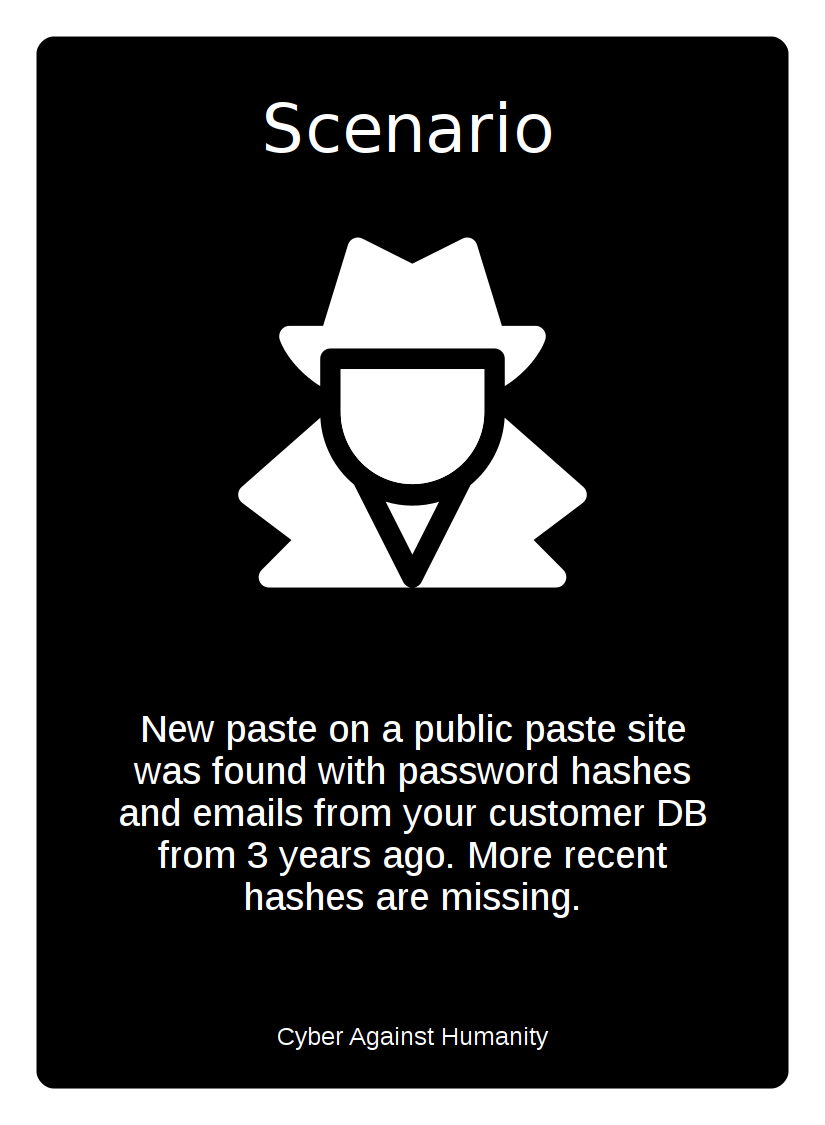 Scenario
New paste on a public paste site
was found with password hashes
and emails from your customer DB
from 3 years ago. More recent
hashes are missing.
Cyber Against Humanity